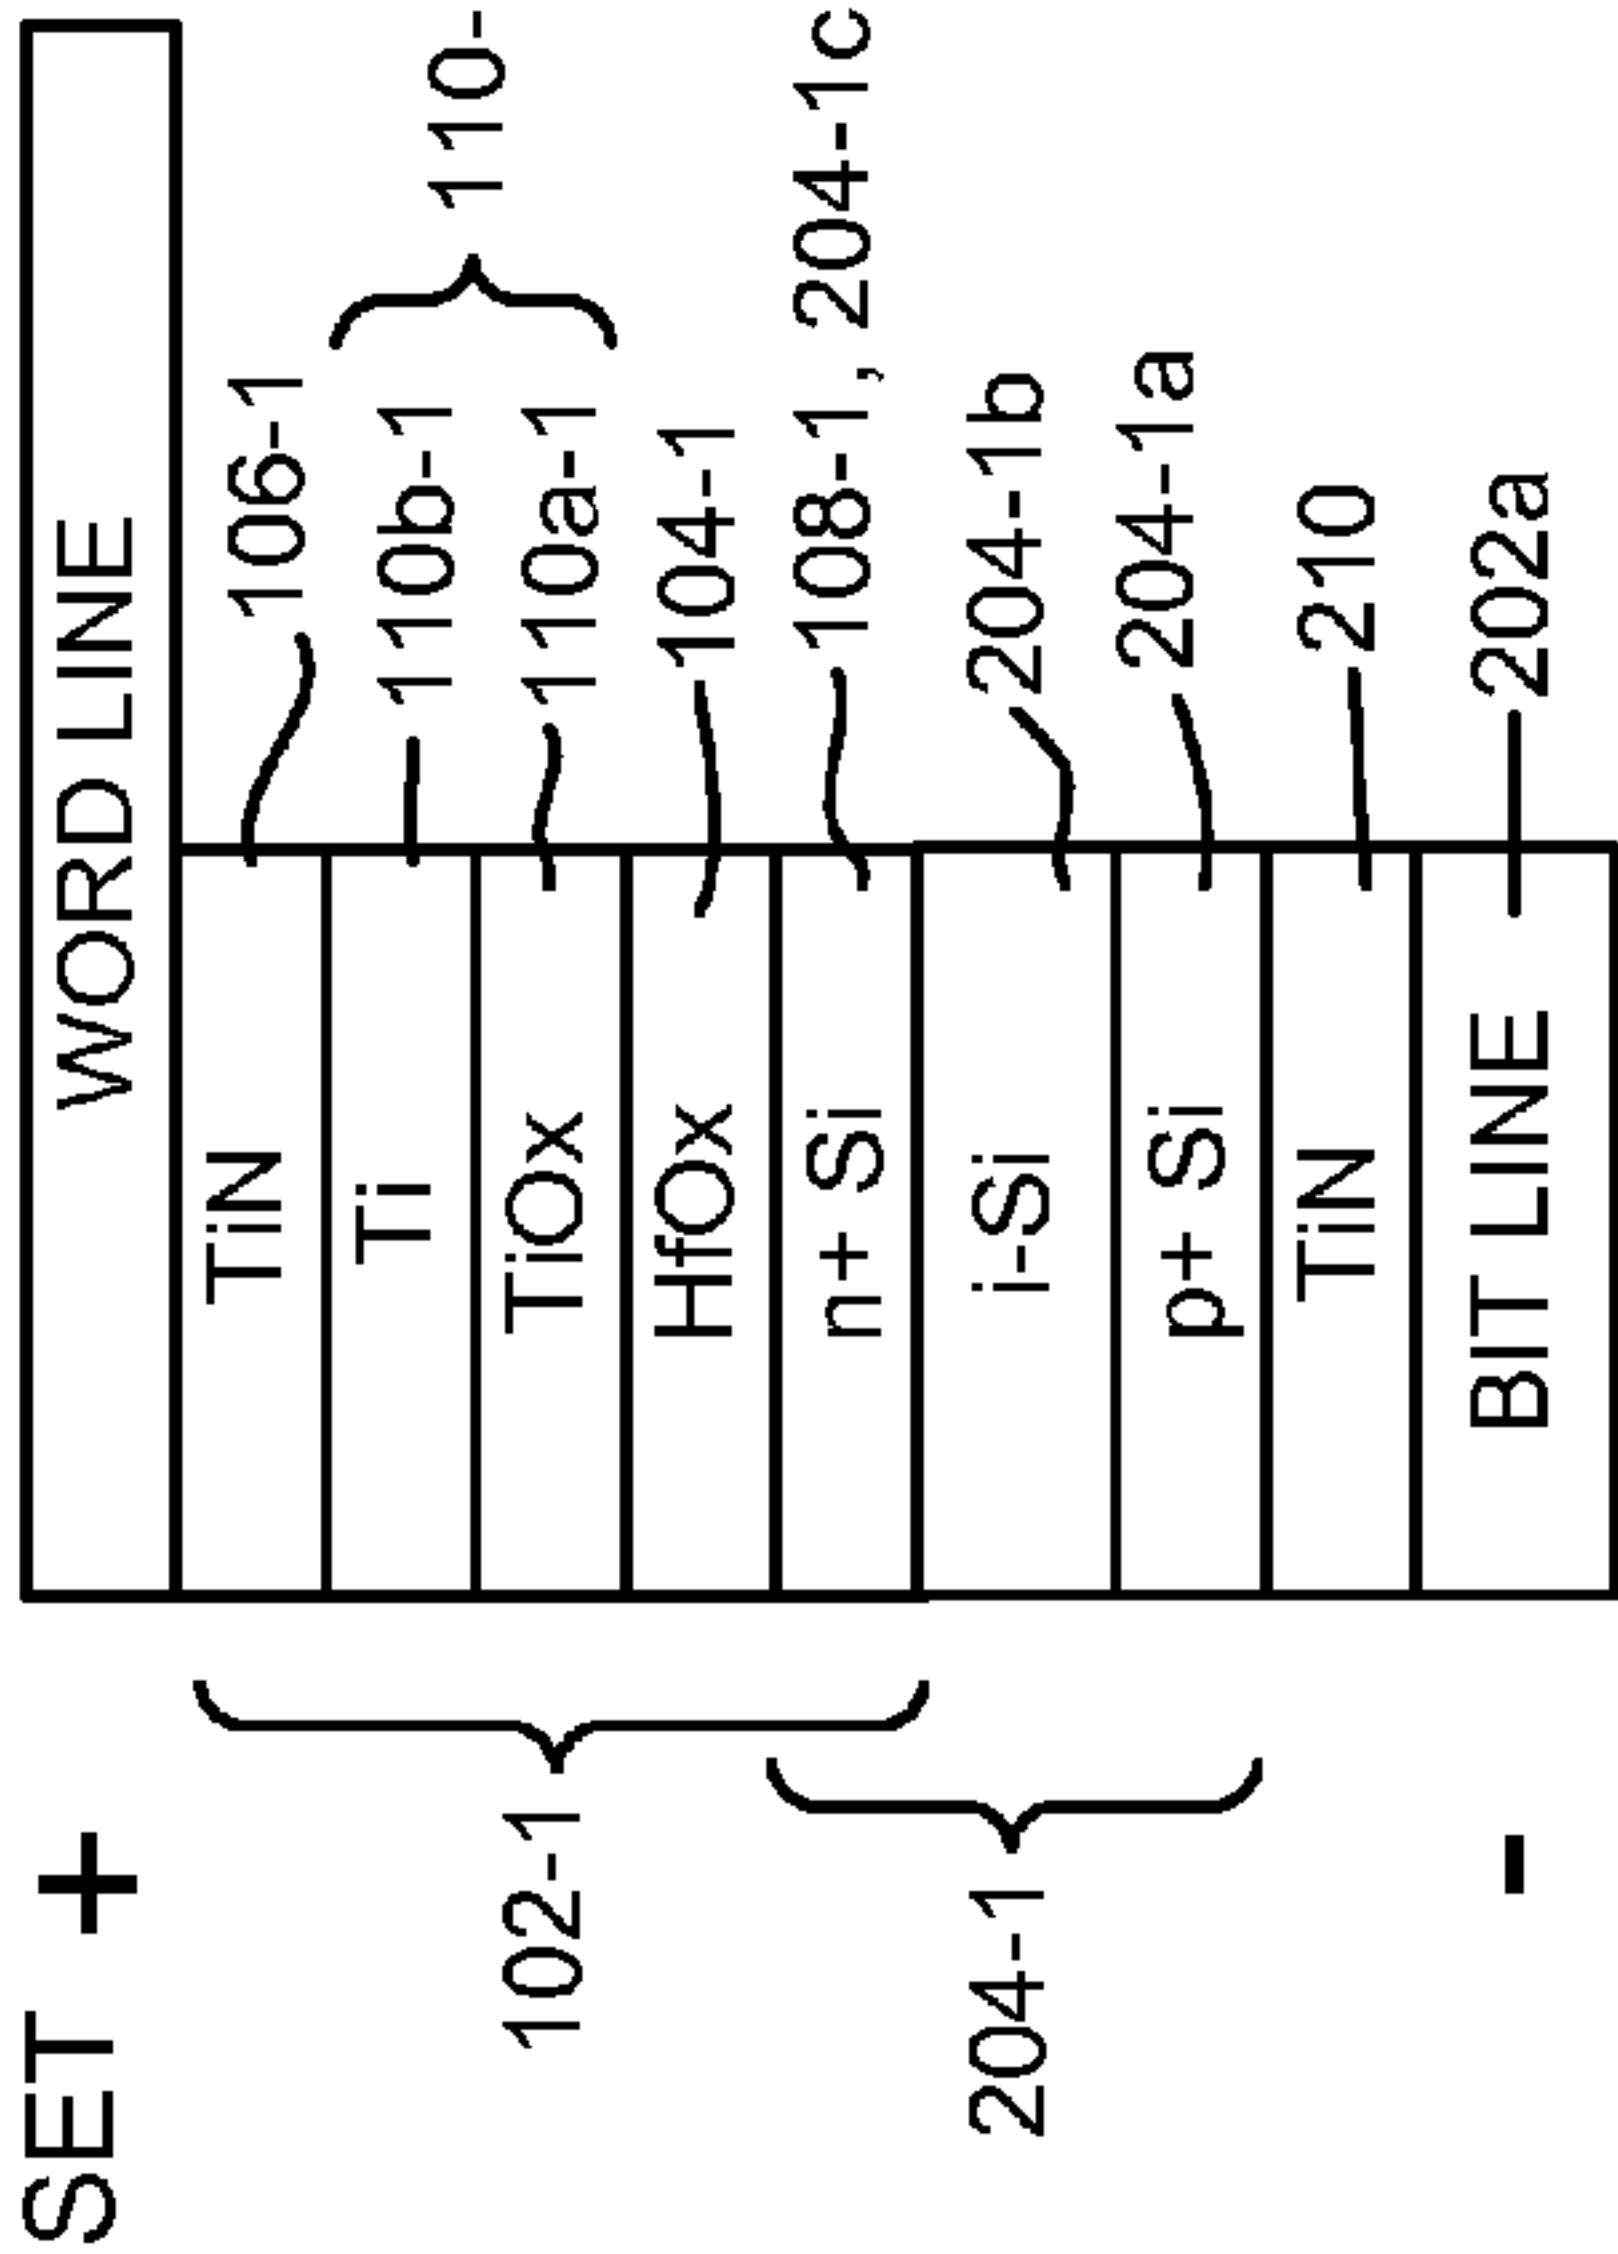 SET + WORD LINE
TiN 106-1
Ti 110b-1
110-
TiOx 110a-1
102-1
HfOx 104-1
n+ Si 108-1, 204-1c
i-Si 204-1b
204-1
p+ Si 204-1a
TiN 210
- BIT LINE 202a